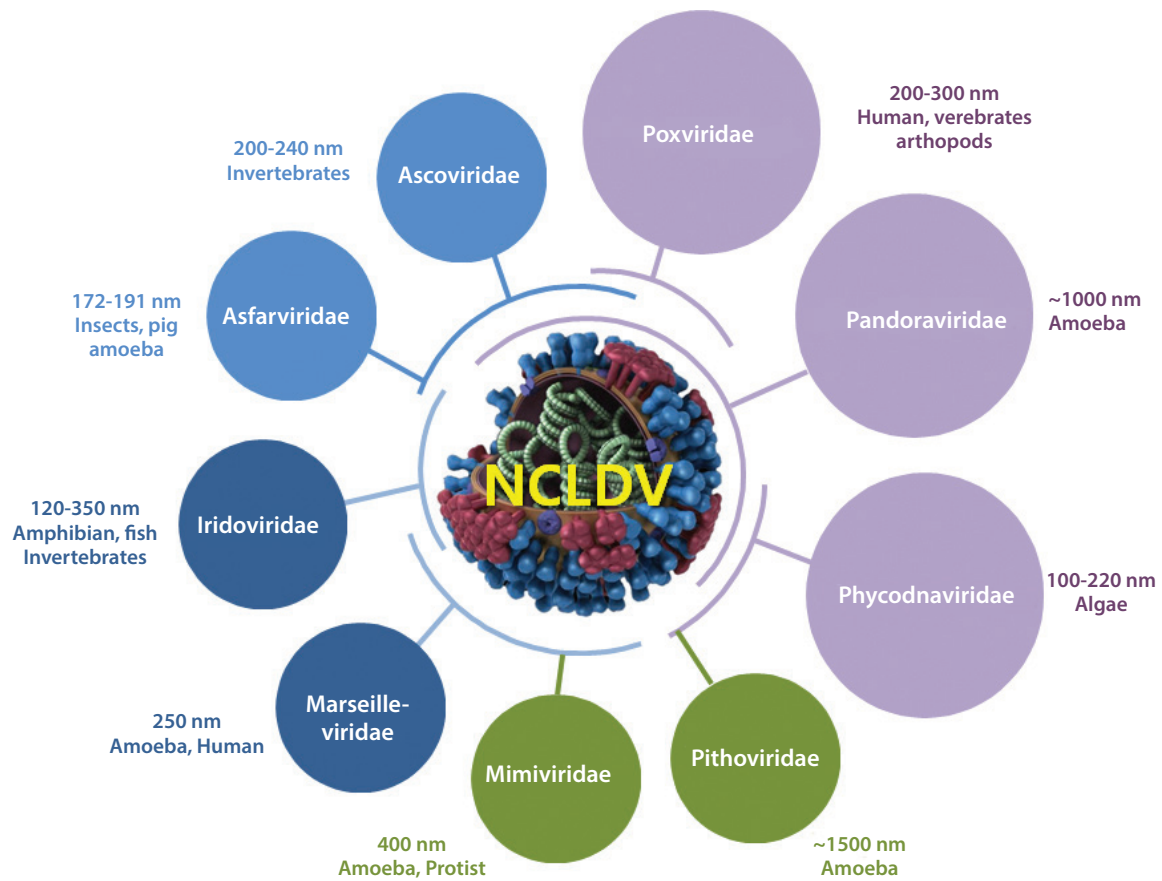 Poxviridae
200-300 nm
Human, verebrates
arthopods
Pandoraviridae
~1000 nm
Amoeba
Phycodnaviridae
100-220 nm
Algae
Pithoviridae
~1500 nm
Amoeba
Mimiviridae
400 nm
Amoeba, Protist
Marseille-
viridae
250 nm
Amoeba, Human
Iridoviridae
120-350 nm
Amphibian, fish
Invertebrates
Asfarviridae
172-191 nm
Insects, pig
amoeba
Ascoviridae
200-240 nm
Invertebrates
NCLDV